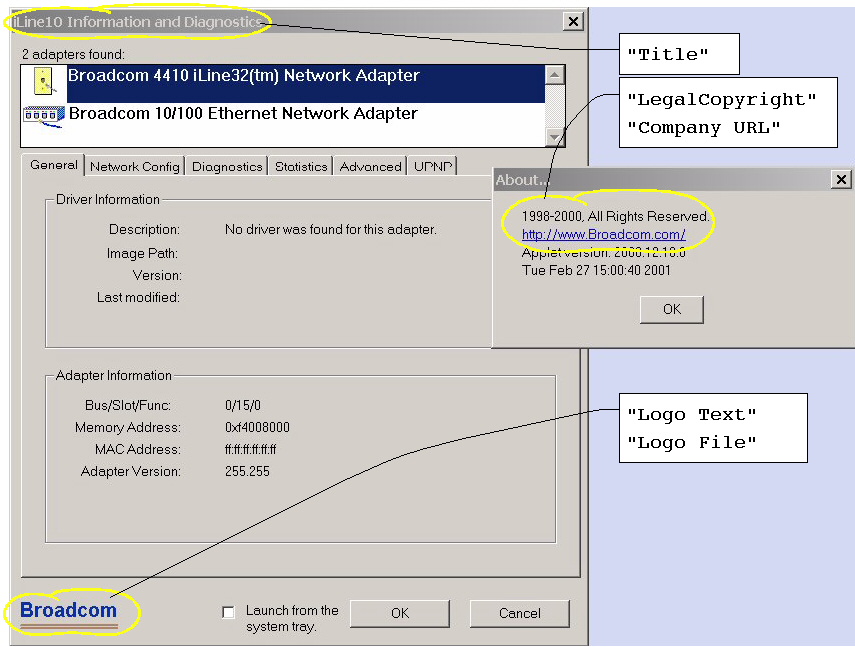 iLine10 Information and Diagnostics
"Title"
2 adapters found:
Broadcom 4410 iLine32(tm) Network Adapter
Broadcom 10/100 Ethernet Network Adapter
"LegalCopyright"
"Company URL"
General Network Config Diagnostics Statistics Advanced UPNP
About...
1998-2000, All Rights Reserved.
http://www.Broadcom.com/
Applet version:
Tue Feb 27 15:00:40 2001
OK
Driver Information
Description: No driver was found for this adapter.
Image Path:
Version:
Last modified:
Adapter Information
Bus/Slot/Func: 0/15/0
Memory Address: 0xf4008000
MAC Address: ff:ff:ff:ff:ff:ff
Adapter Version: 255.255
"Logo Text"
"Logo File"
Broadcom
Launch from the
system tray.
OK
Cancel